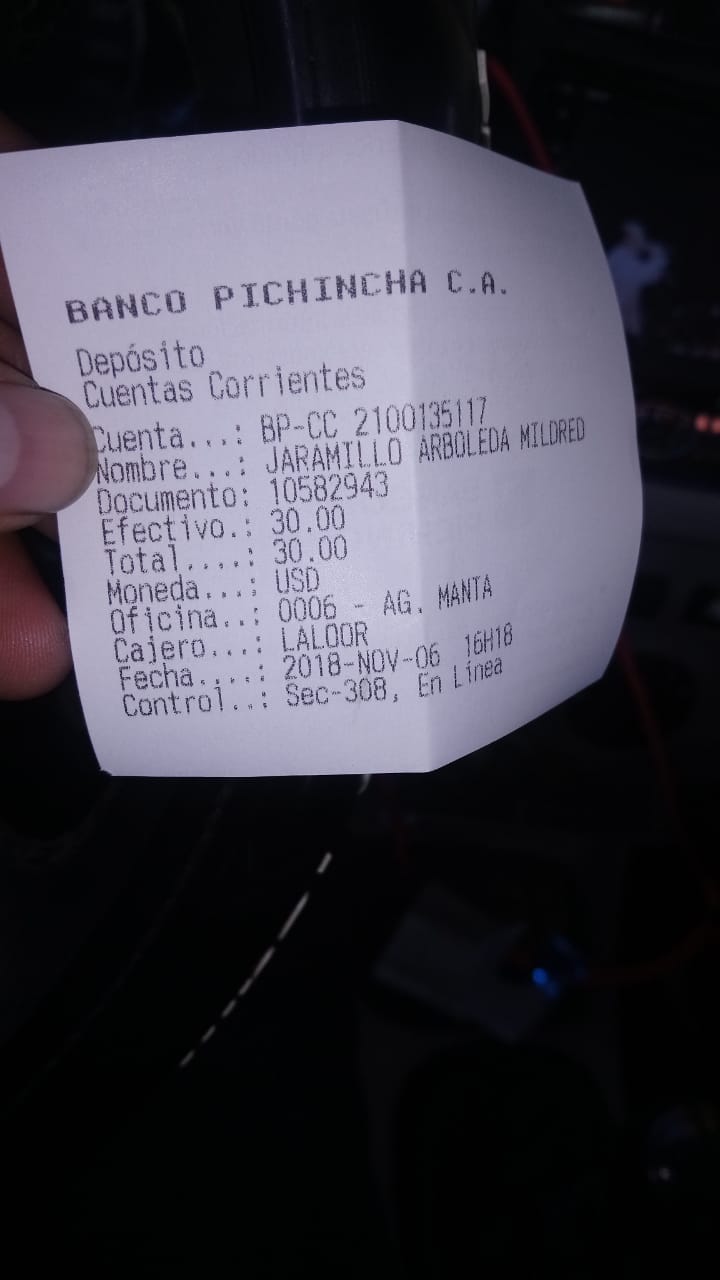 BANCO PICHINCHA C.A.
Depósito
Cuentas Corrientes
Cuenta...: BP-CC 2100135117
Nombre...: JARAMILLO ARBOLEDA MILDRED
Documento: 10582943
Efectivo.: 30.00
Total....: 30.00
Moneda...: USD
Oficina..: 0006 - AG. MANTA
Cajero...: LALOOR
Fecha....: 2018-NOV-06 16H18
Control..: Sec-308, En Línea